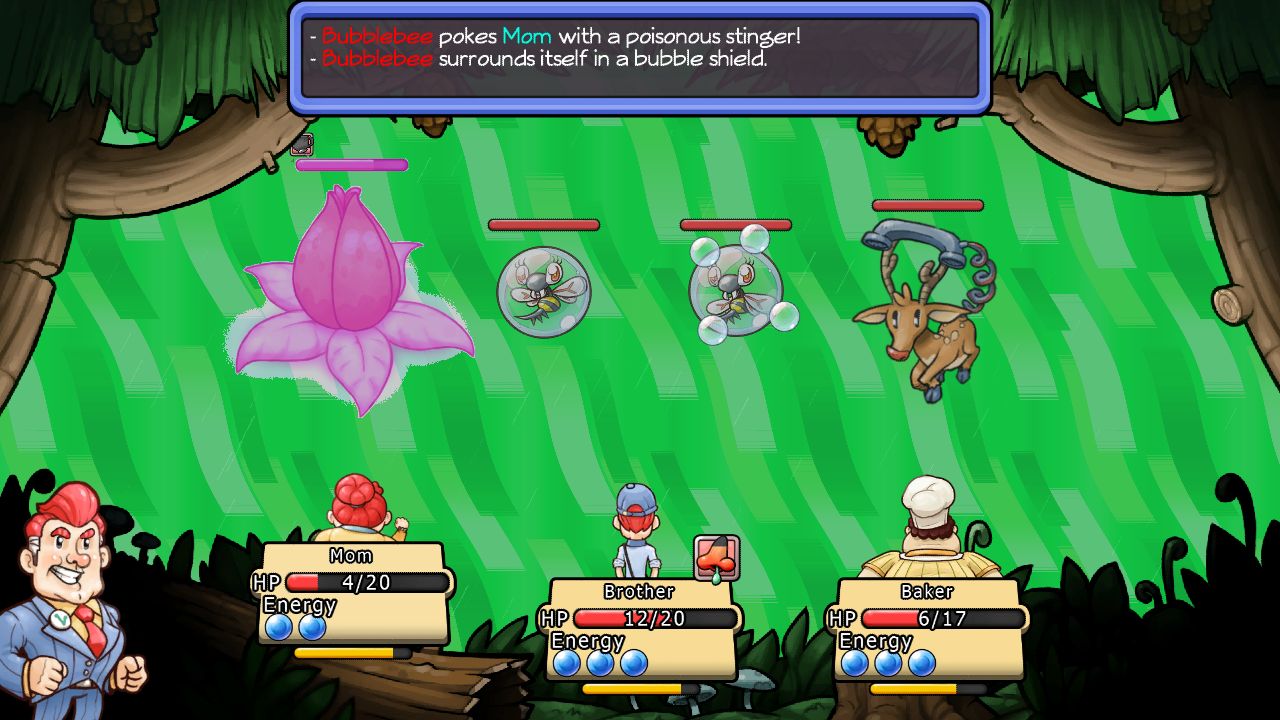 - Bubblebee pokes Mom with a poisonous stinger!
- Bubblebee surrounds itself in a bubble shield.
Mom
HP 4/20
Energy
Brother
HP 12/20
Energy
Baker
HP 6/17
Energy